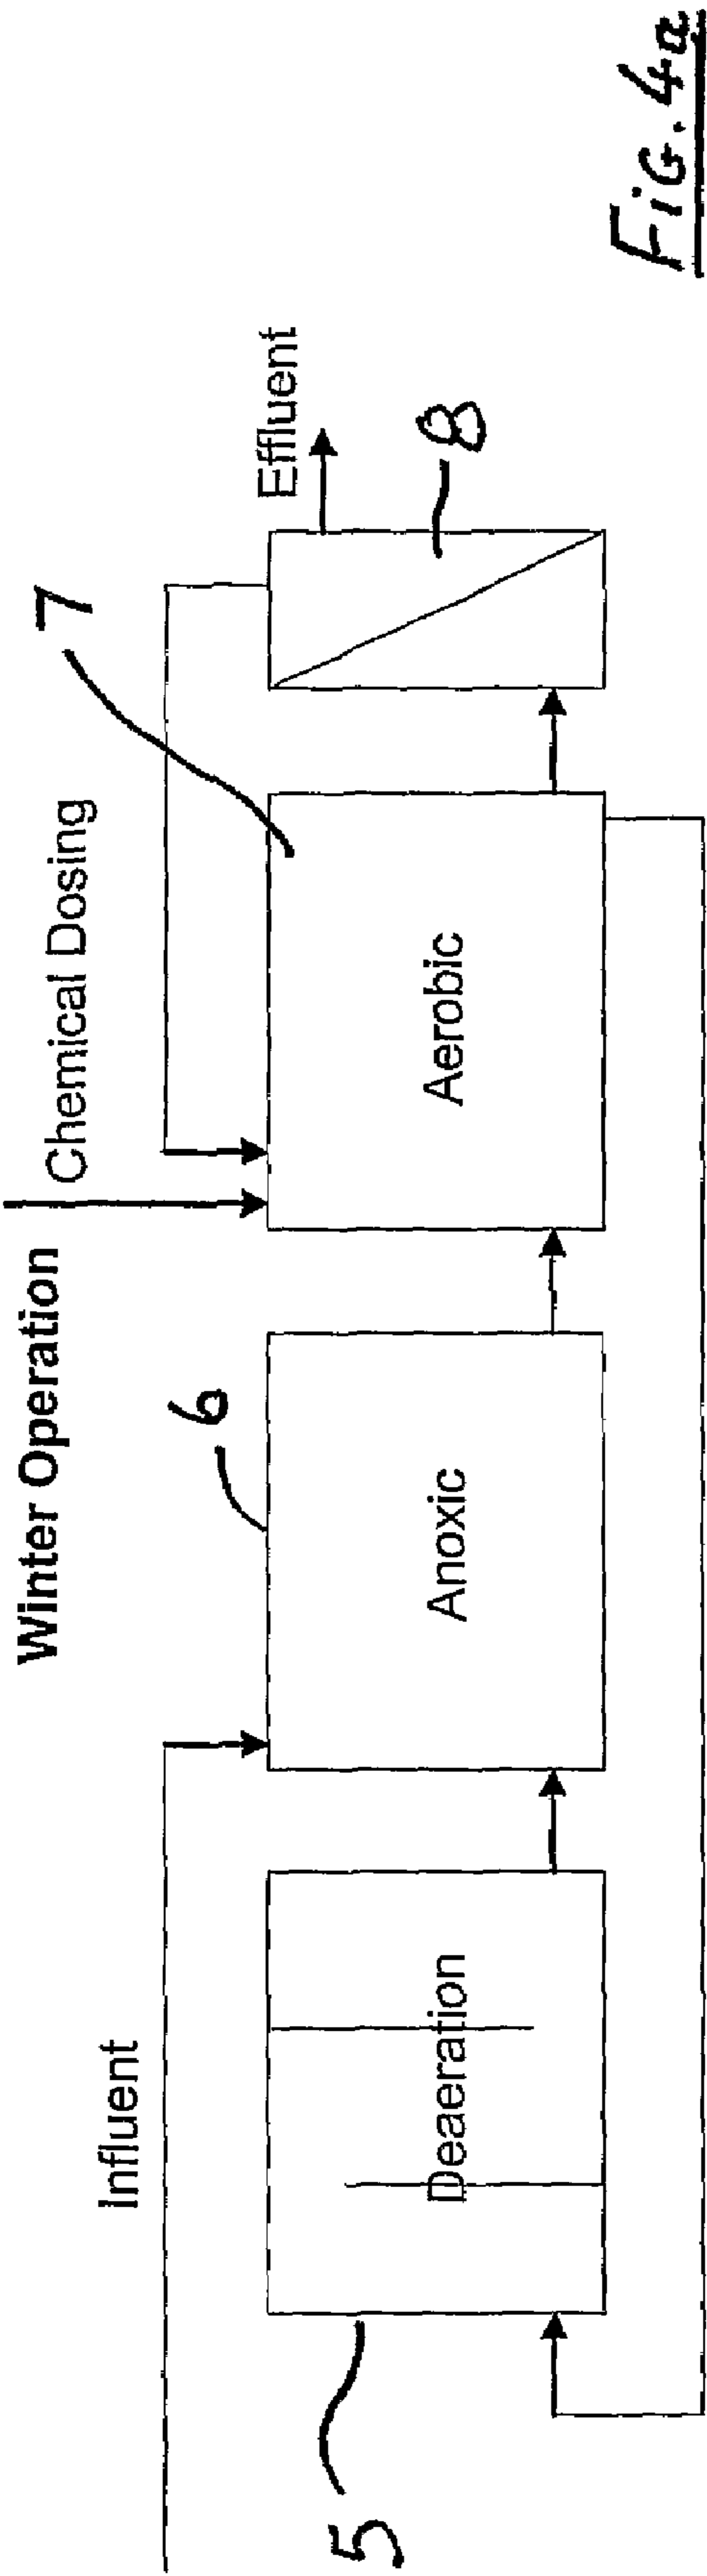 Winter Operation
Influent
Chemical Dosing
7
6
Effluent
5
Deaeration
Anoxic
Aerobic
8
FIG. 4a